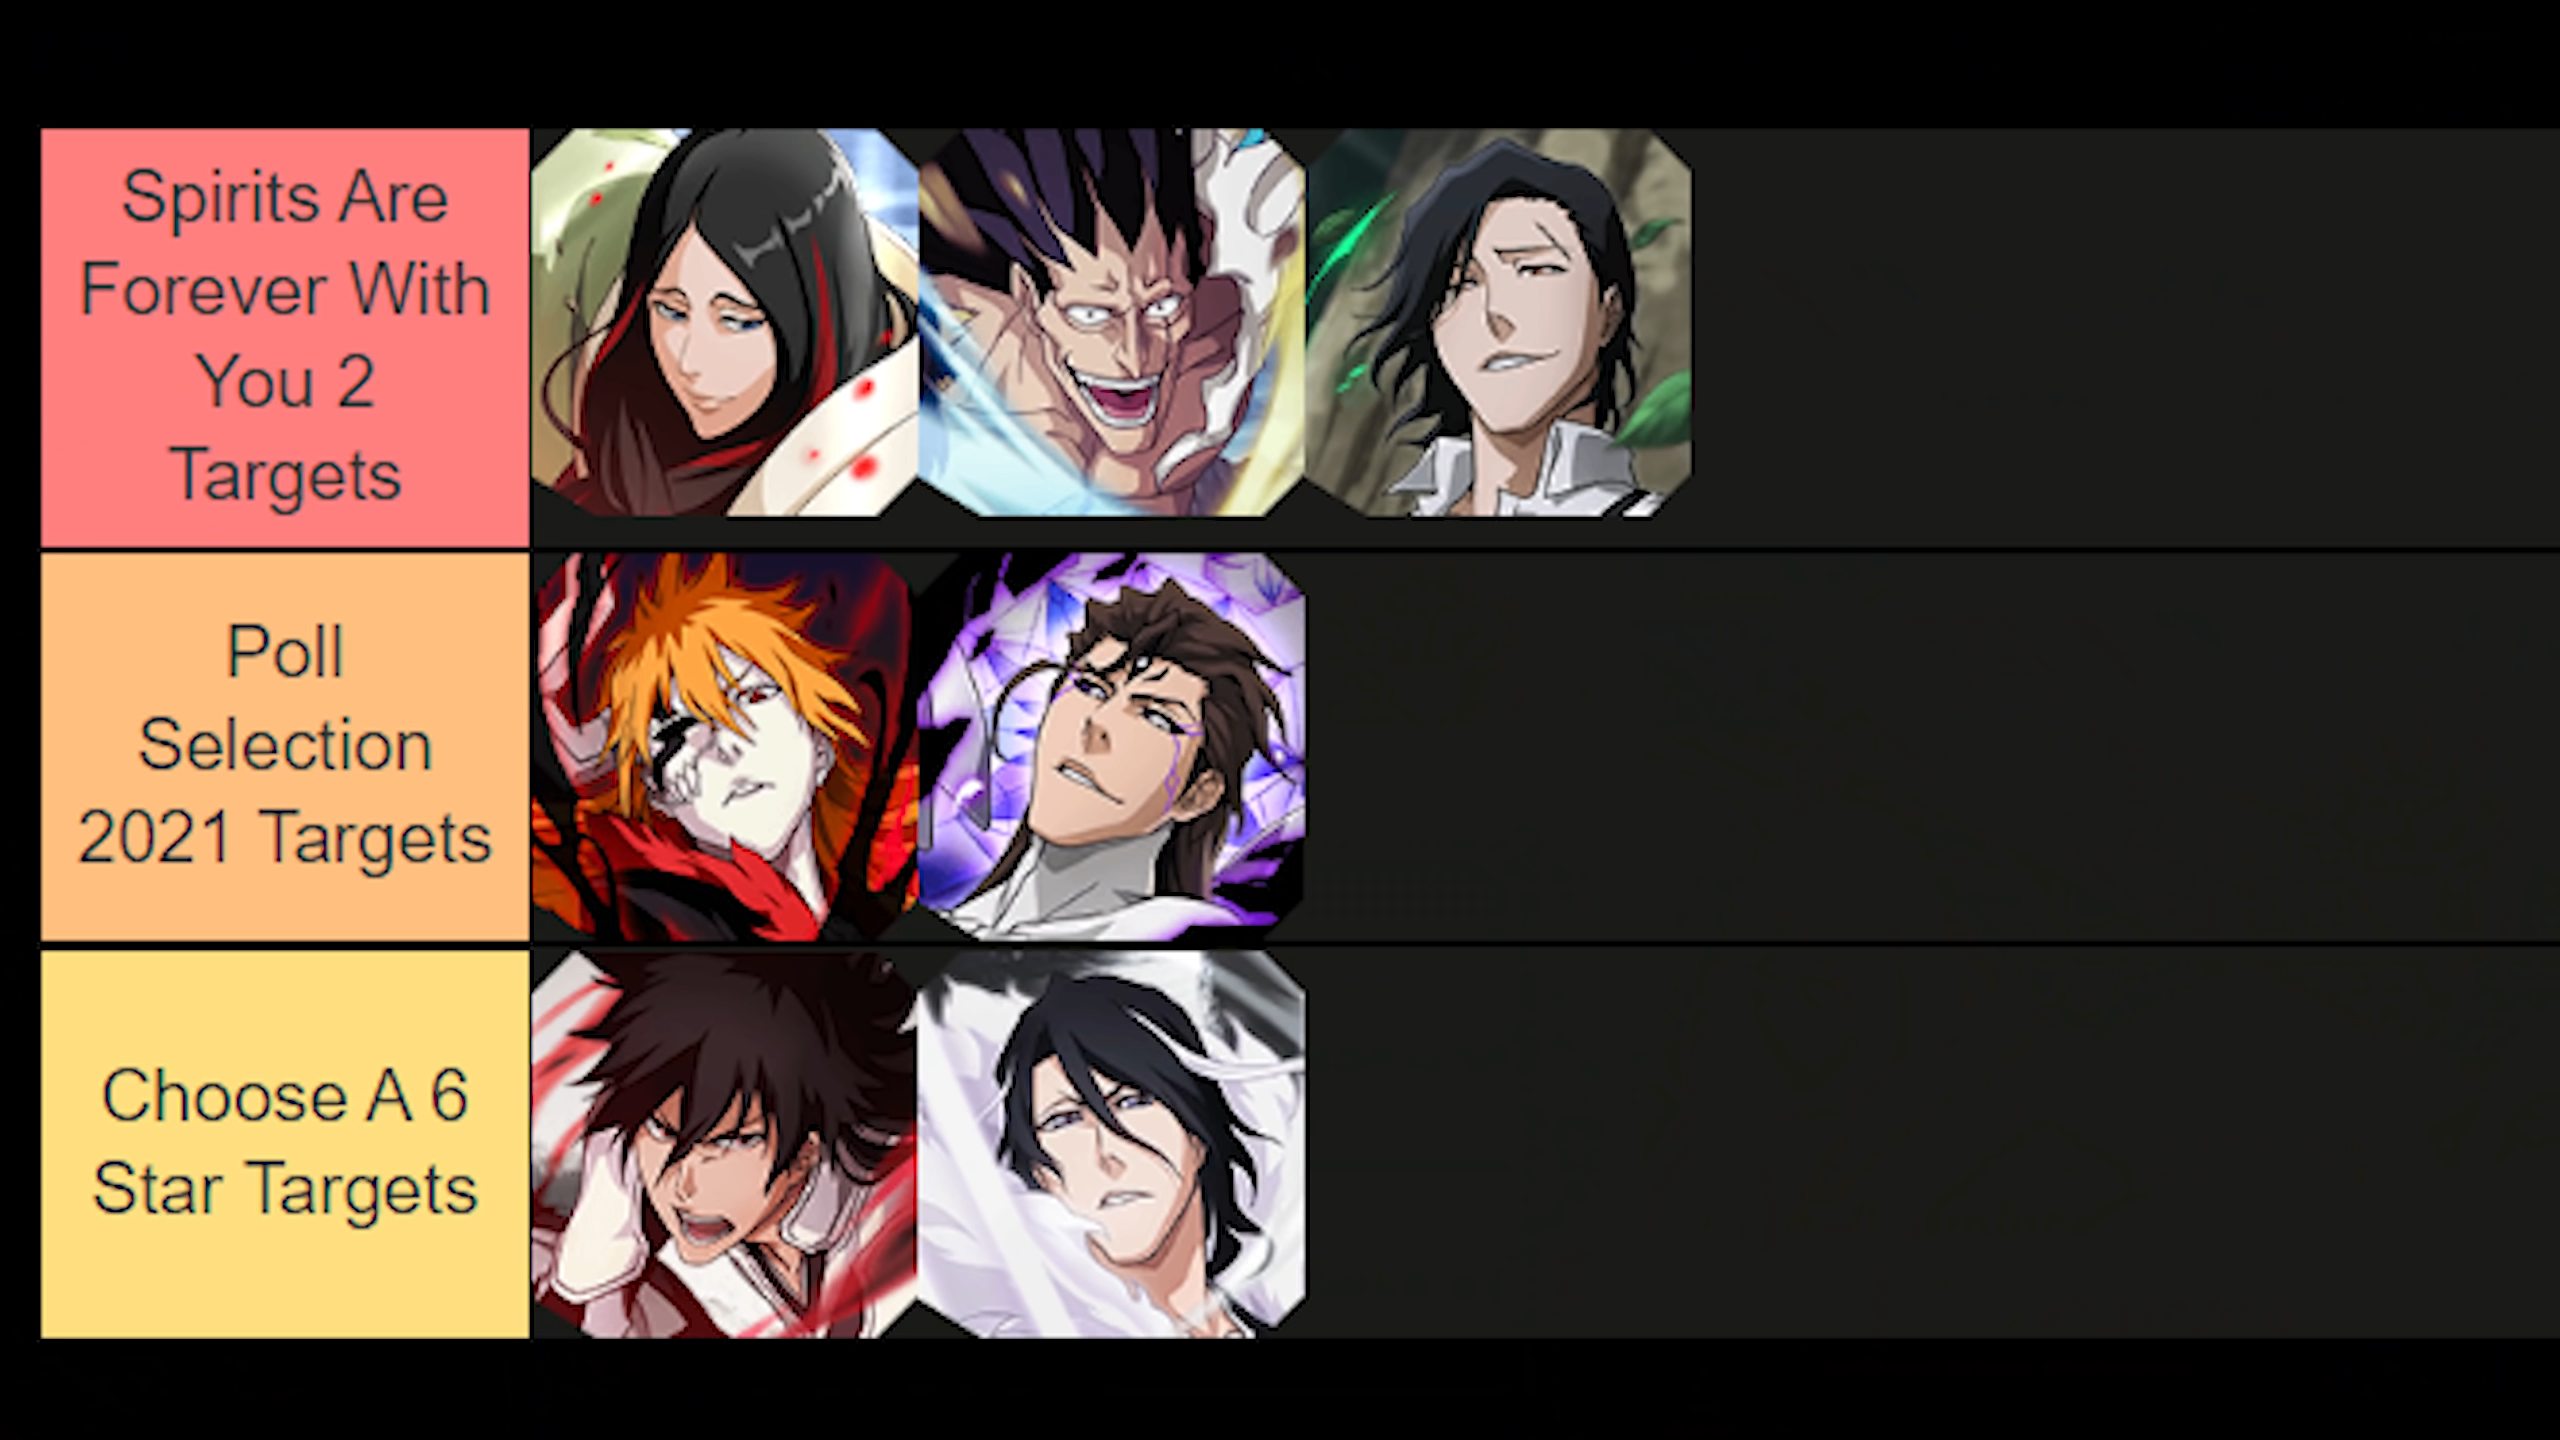 Spirits Are
Forever With
You 2
Targets
Poll
Selection
2021 Targets
Choose A 6
Star Targets